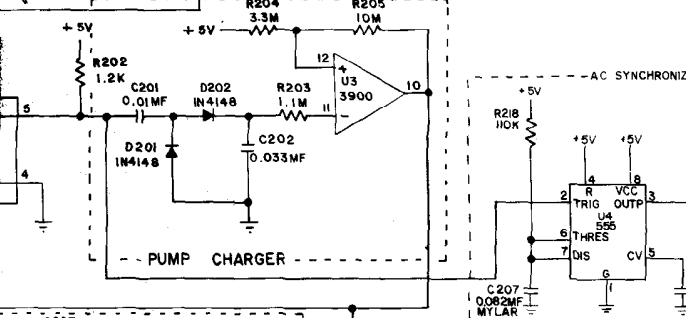 R204
3.3M
R205
10M
+5V
+5V
R202
1.2K
C201
0.01MF
D202
IN4148
R203
1.1M
12
+
U3
3900
10
11
-
5
D201
IN4148
C202
0.033MF
4
PUMP CHARGER
AC SYNCHRONIZ
+5V
R218
110K
+5V
+5V
4
8
R
VCC
2
TRIG
OUTP
3
U4
555
6
THRES
7
DIS
CV
5
G
1
C207
0.082MF
MYLAR